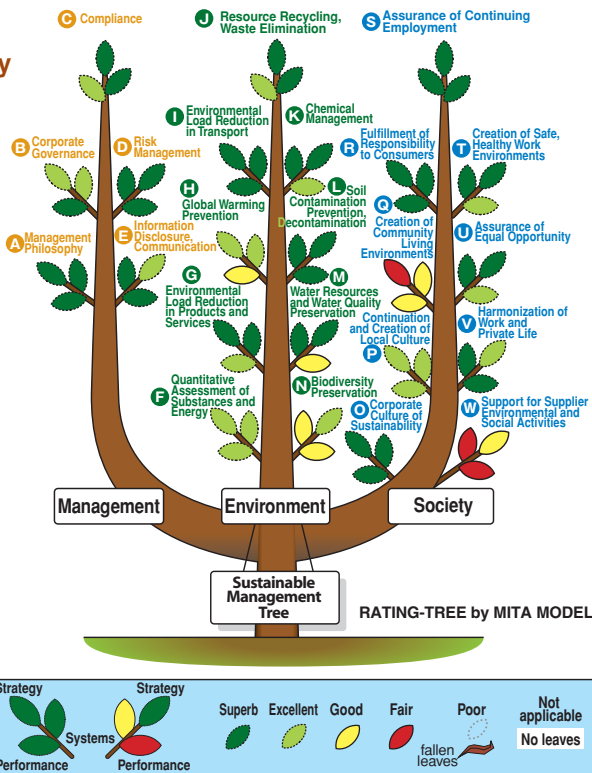 C Compliance
J Resource Recycling,
Waste Elimination
S Assurance of Continuing
Employment
y
I Environmental
Load Reduction
in Transport
K Chemical
Management
B Corporate
Governance
D Risk
Management
R Fulfillment of
Responsibility
to Consumers
T Creation of Safe,
Healthy Work
Environments
H
Global Warming
Prevention
L Soil
Contamination
Prevention,
Decontamination
Q
Creation of
Community
Living
Environments
A Management
Philosophy
E Information
Disclosure,
Communication
U Assurance of
Equal Opportunity
G
Environmental
Load Reduction
in Products and
Services
M
Water Resources
and Water Quality
Preservation
Continuation
and Creation of
Local Culture
P
V Harmonization of
Work and
Private Life
F Quantitative
Assessment of
Substances and
Energy
N Biodiversity
Preservation
O Corporate
Culture of
Sustainability
W Support for Supplier
Environmental and
Social Activities
Management
Environment
Society
Sustainable
Management
Tree
RATING-TREE by MITA MODEL
Strategy
Strategy
Systems
Performance
Performance
Superb
Excellent
Good
Fair
Poor
fallen
leaves
Not
applicable
No leaves